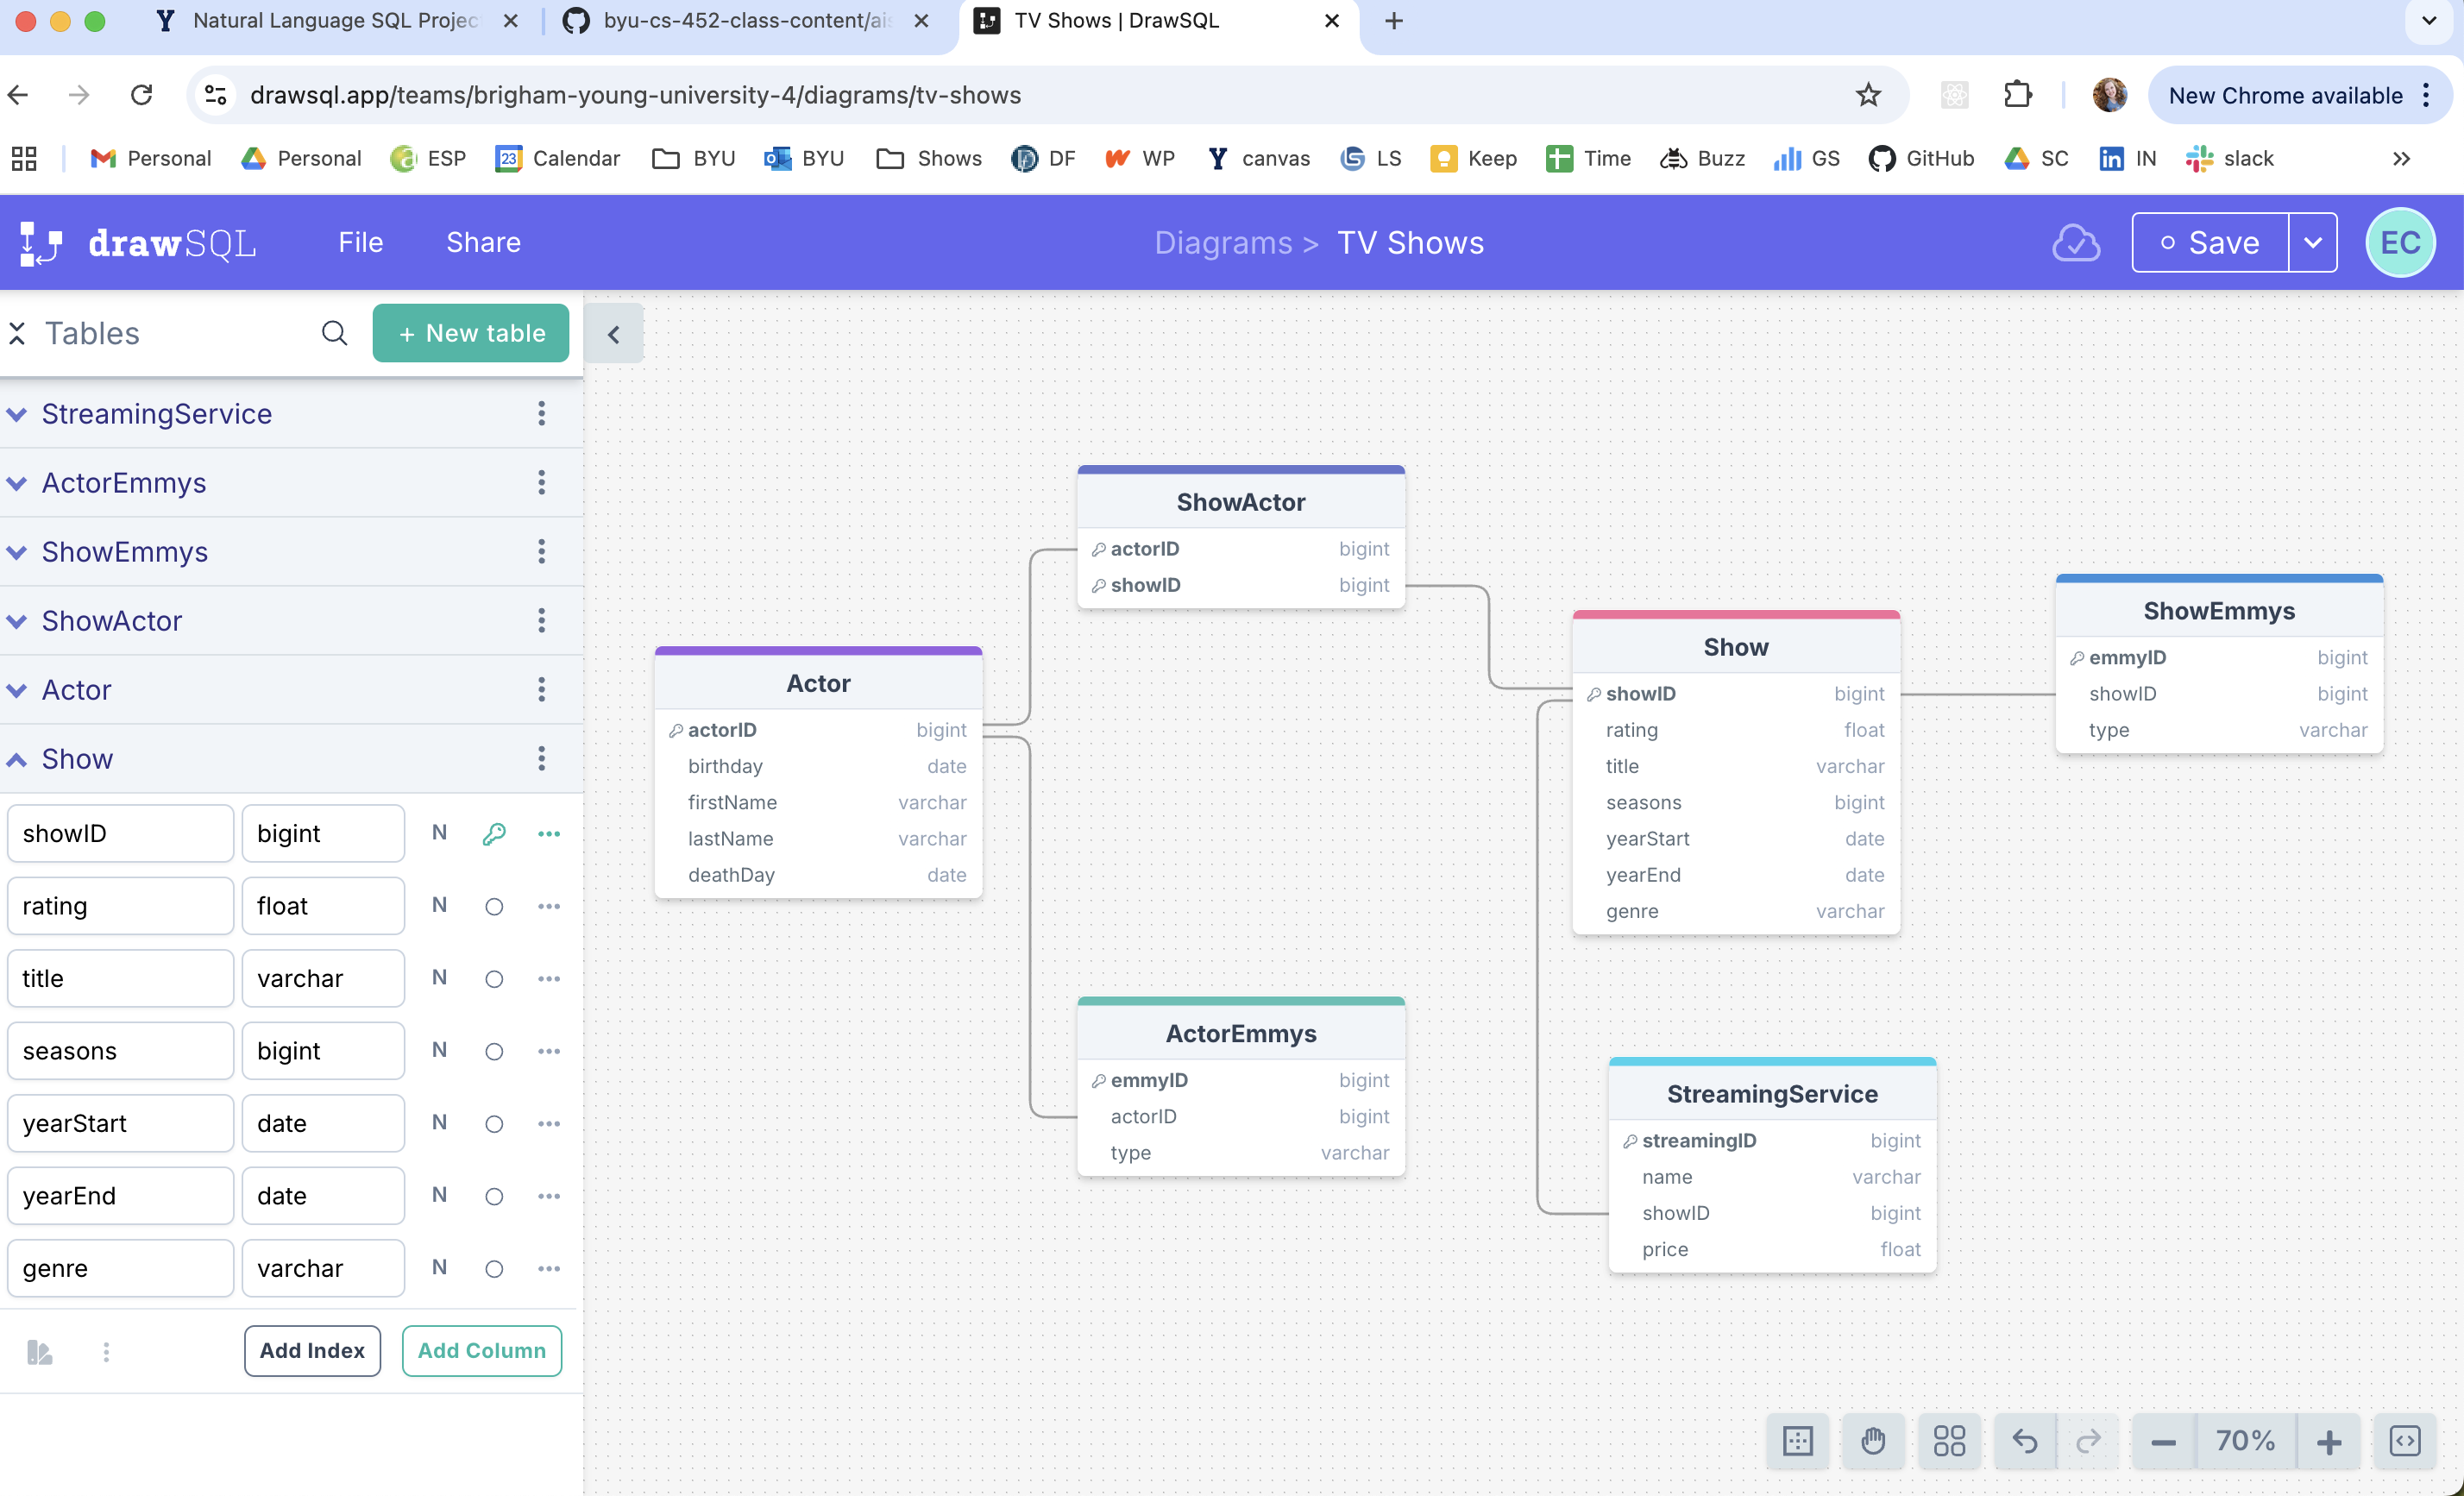 Natural Language SQL Projec
byu-cs-452-class-content/ais
TV Shows | DrawSQL
drawsql.app/teams/brigham-young-university-4/diagrams/tv-shows
New Chrome available
Personal Personal ESP 23 Calendar BYU BYU Shows DF WP canvas LS Keep Time Buzz GS GitHub SC IN slack
drawSQL File Share Diagrams > TV Shows Save EC
Tables + New table
StreamingService
ActorEmmys
ShowEmmys
ShowActor
Actor
Show
showID bigint N
rating float N
title varchar N
seasons bigint N
yearStart date N
yearEnd date N
genre varchar N
Add Index Add Column
ShowActor
actorID bigint
showID bigint
Actor
actorID bigint
birthday date
firstName varchar
lastName varchar
deathDay date
Show
showID bigint
rating float
title varchar
seasons bigint
yearStart date
yearEnd date
genre varchar
ShowEmmys
emmyID bigint
showID bigint
type varchar
ActorEmmys
emmyID bigint
actorID bigint
type varchar
StreamingService
streamingID bigint
name varchar
showID bigint
price float
70%